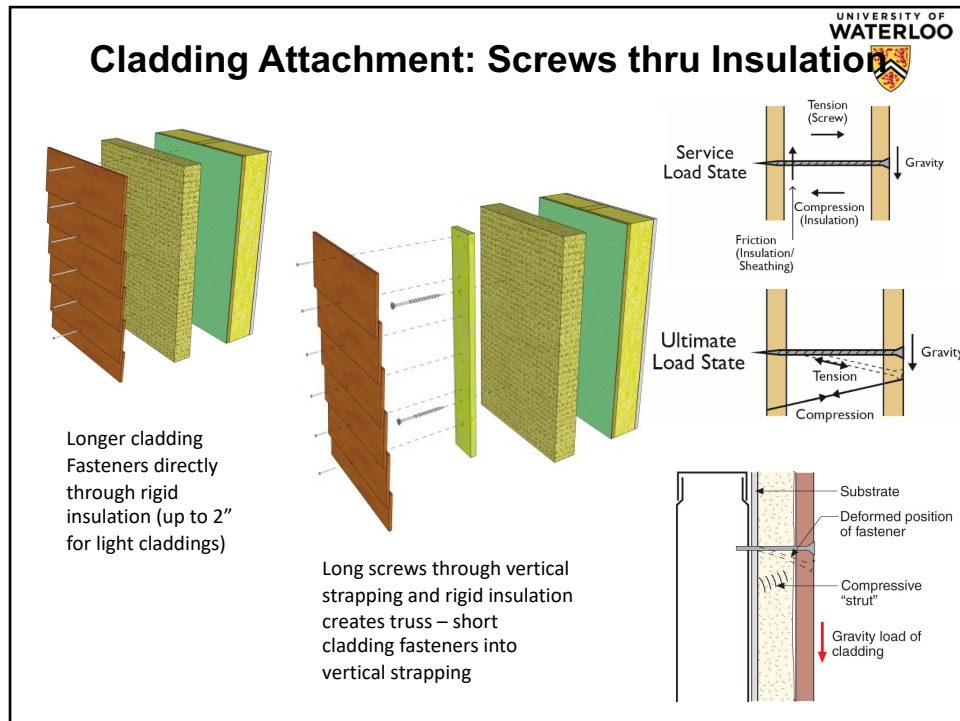 UNIVERSITY OF
WATERLOO
Cladding Attachment: Screws thru Insulation
Longer cladding
Fasteners directly
through rigid
insulation (up to 2”
for light claddings)
Long screws through vertical
strapping and rigid insulation
creates truss – short
cladding fasteners into
vertical strapping
Service
Load State
Tension
(Screw)
Gravity
Compression
(Insulation)
Friction
(Insulation/
Sheathing)
Ultimate
Load State
Gravity
Tension
Compression
Substrate
Deformed position
of fastener
Compressive
“strut”
Gravity load of
cladding